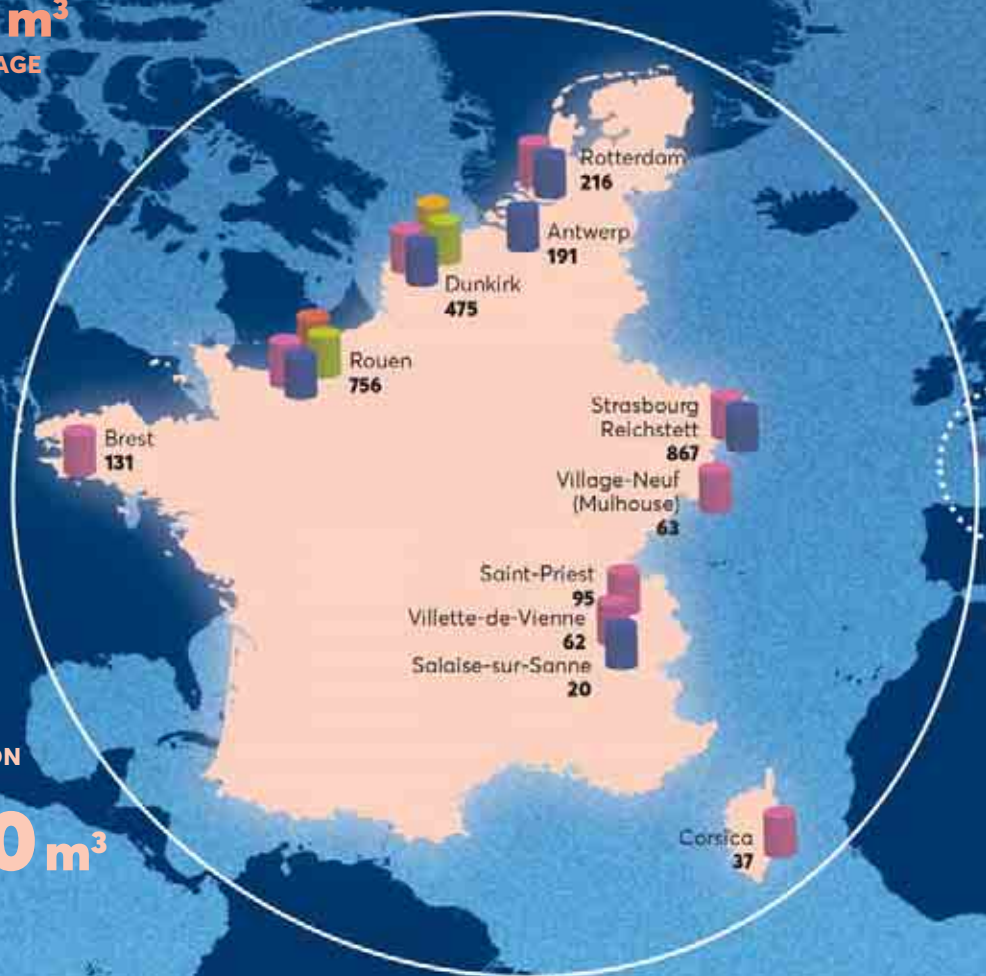 m³
AGE
Rotterdam
216
Antwerp
191
Dunkirk
475
Rouen
756
Strasbourg
Reichstett
867
Brest
131
Village-Neuf
(Mulhouse)
63
Saint-Priest
95
Villette-de-Vienne
62
Salaise-sur-Sanne
20
ON
0 m³
Corsica
37